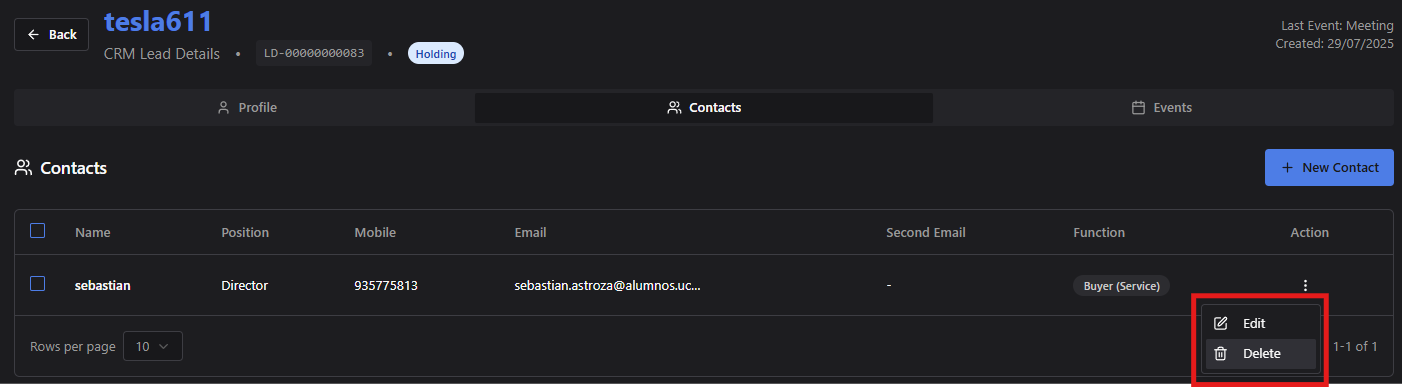 Back
tesla611
CRM Lead Details • LD-00000000083 • Holding
Last Event: Meeting
Created: 29/07/2025
Profile
Contacts
Events
Contacts
New Contact
Name Position Mobile Email Second Email Function Action
sebastian Director 935775813 sebastian.astroza@alumnos.uc... - Buyer (Service)
Edit
Delete
Rows per page 10
1-1 of 1